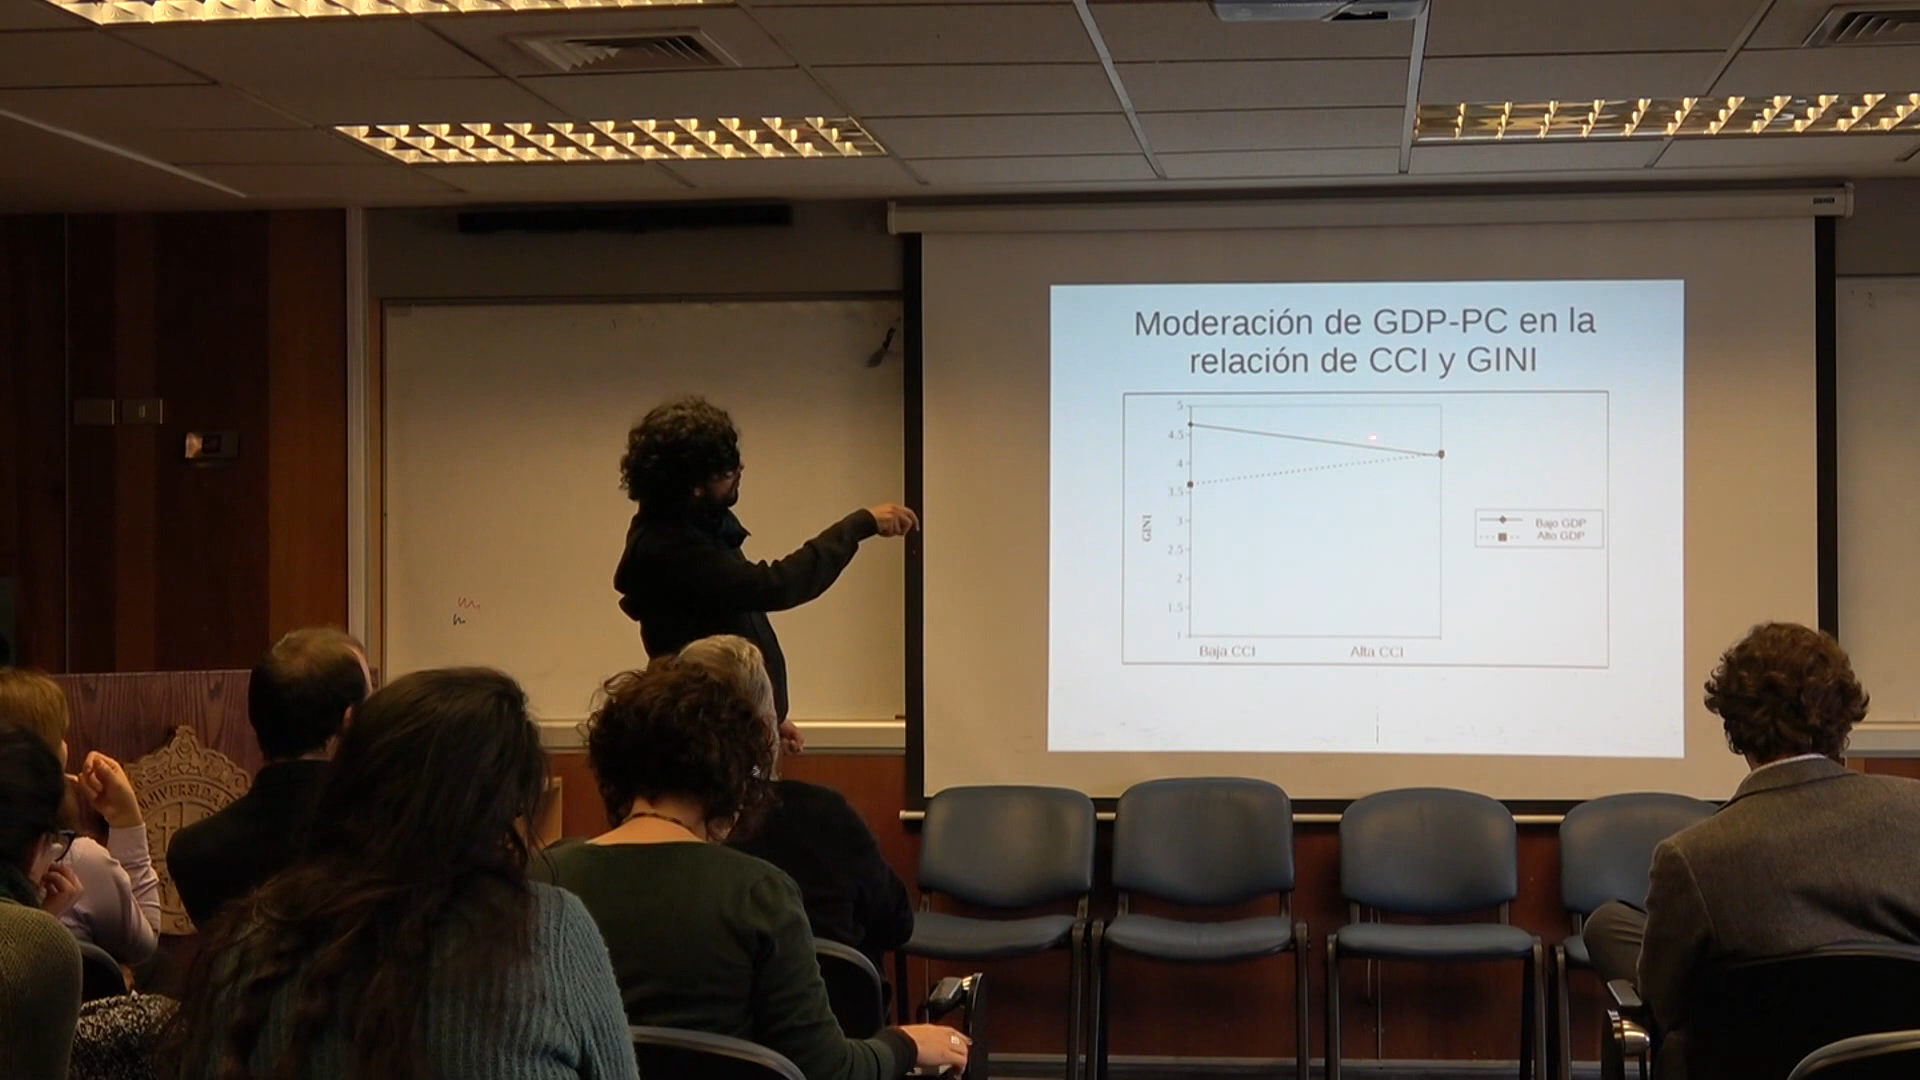 Moderación de GDP-PC en la
relación de CCI y GINI
5
4.5
4
3.5
3
2.5
2
1.5
1
GINI
Baja CCI
Alta CCI
Bajo GDP
Alto GDP